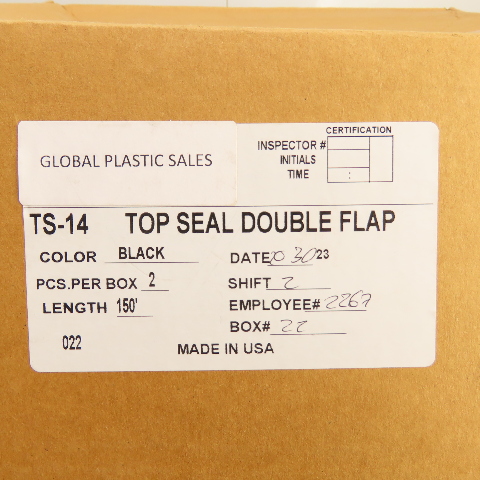 CERTIFICATION
GLOBAL PLASTIC SALES
INSPECTOR #
INITIALS
TIME :
TS-14 TOP SEAL DOUBLE FLAP
COLOR BLACK
DATE 30 23
PCS.PER BOX 2
SHIFT 2
LENGTH 150'
EMPLOYEE# 2267
BOX# 22
022
MADE IN USA